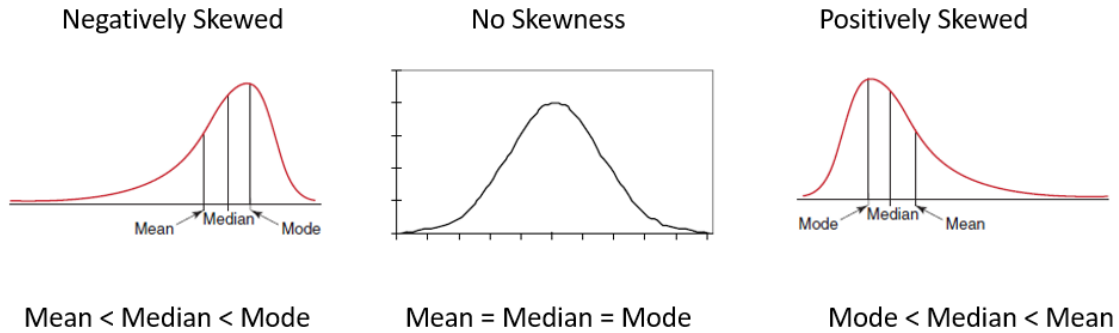 Negatively Skewed
No Skewness
Positively Skewed
Mean
Median
Mode
Mode
Median
Mean
Mean < Median < Mode
Mean = Median = Mode
Mode < Median < Mean